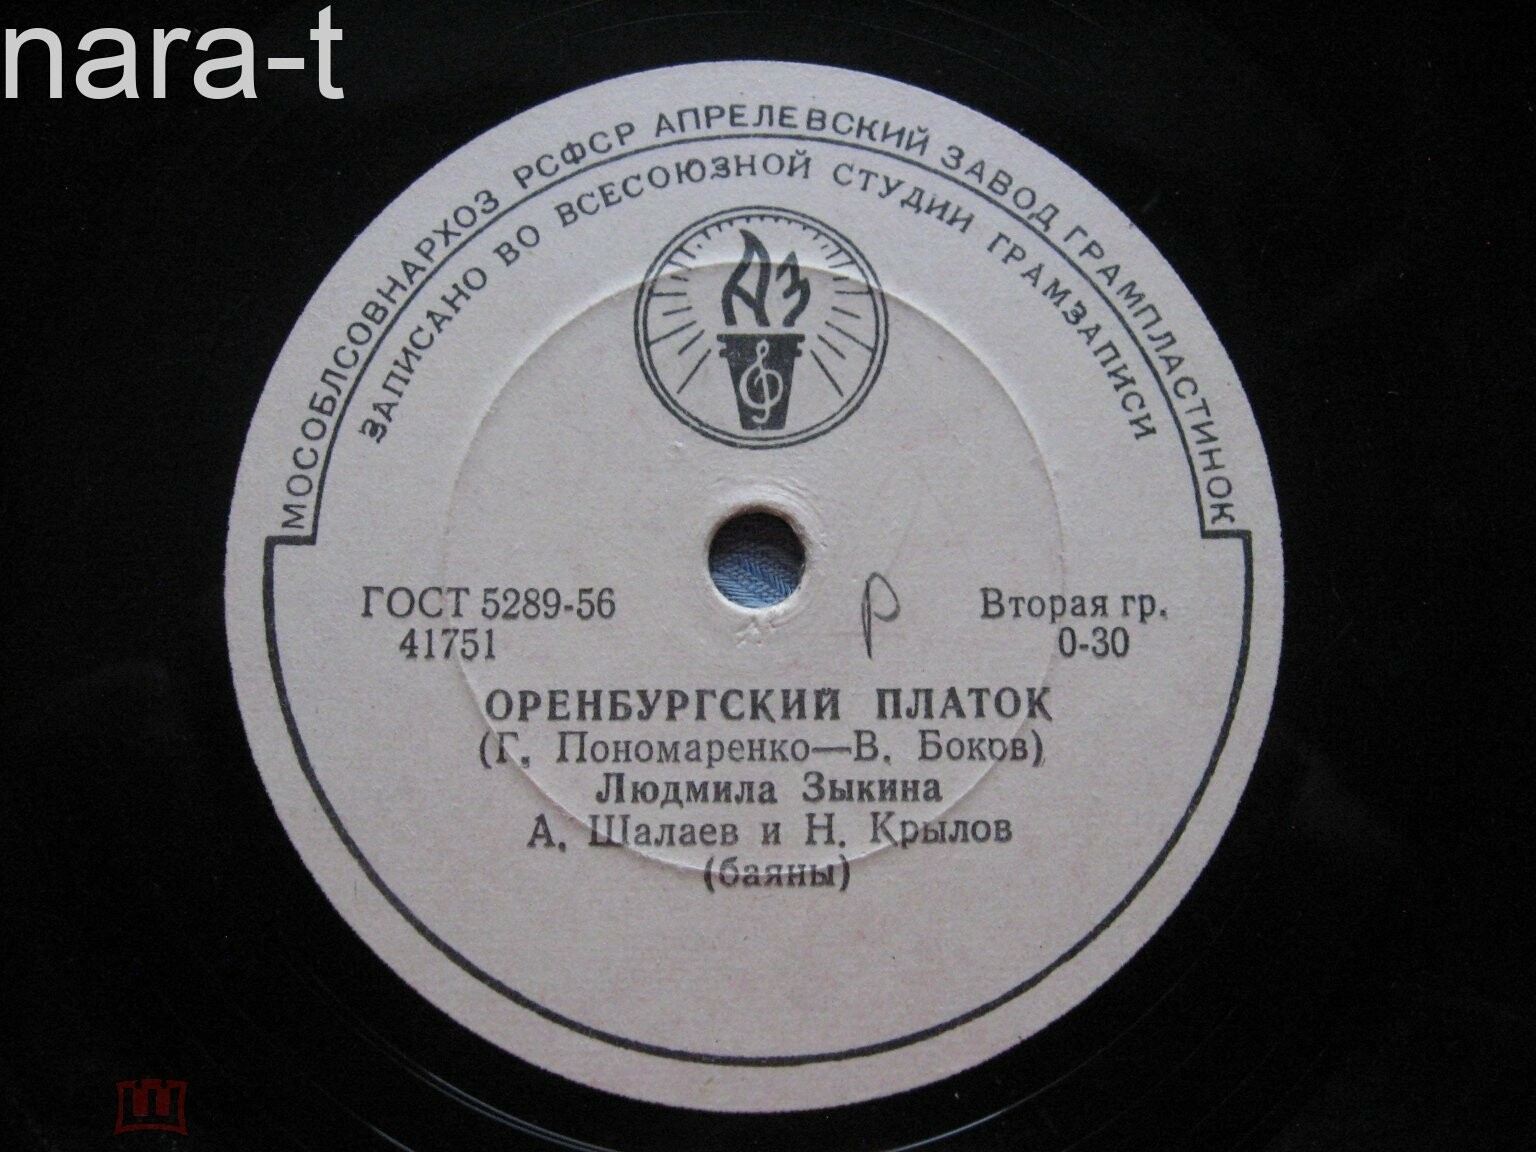 nara-t
МОСОБЛСОВНАРХОЗ РСФСР АПРЕЛЕВСКИЙ ЗАВОД ГРАМПЛАСТИНОК
ЗАПИСАНО ВО ВСЕСОЮЗНОЙ СТУДИИ ГРАМЗАПИСИ
АЗ
ГОСТ 5289-56
41751
р
Вторая гр.
0-30
ОРЕНБУРГСКИЙ ПЛАТОК
(Г. Пономаренко—В. Боков)
Людмила Зыкина
А. Шалаев и Н. Крылов
(баяны)